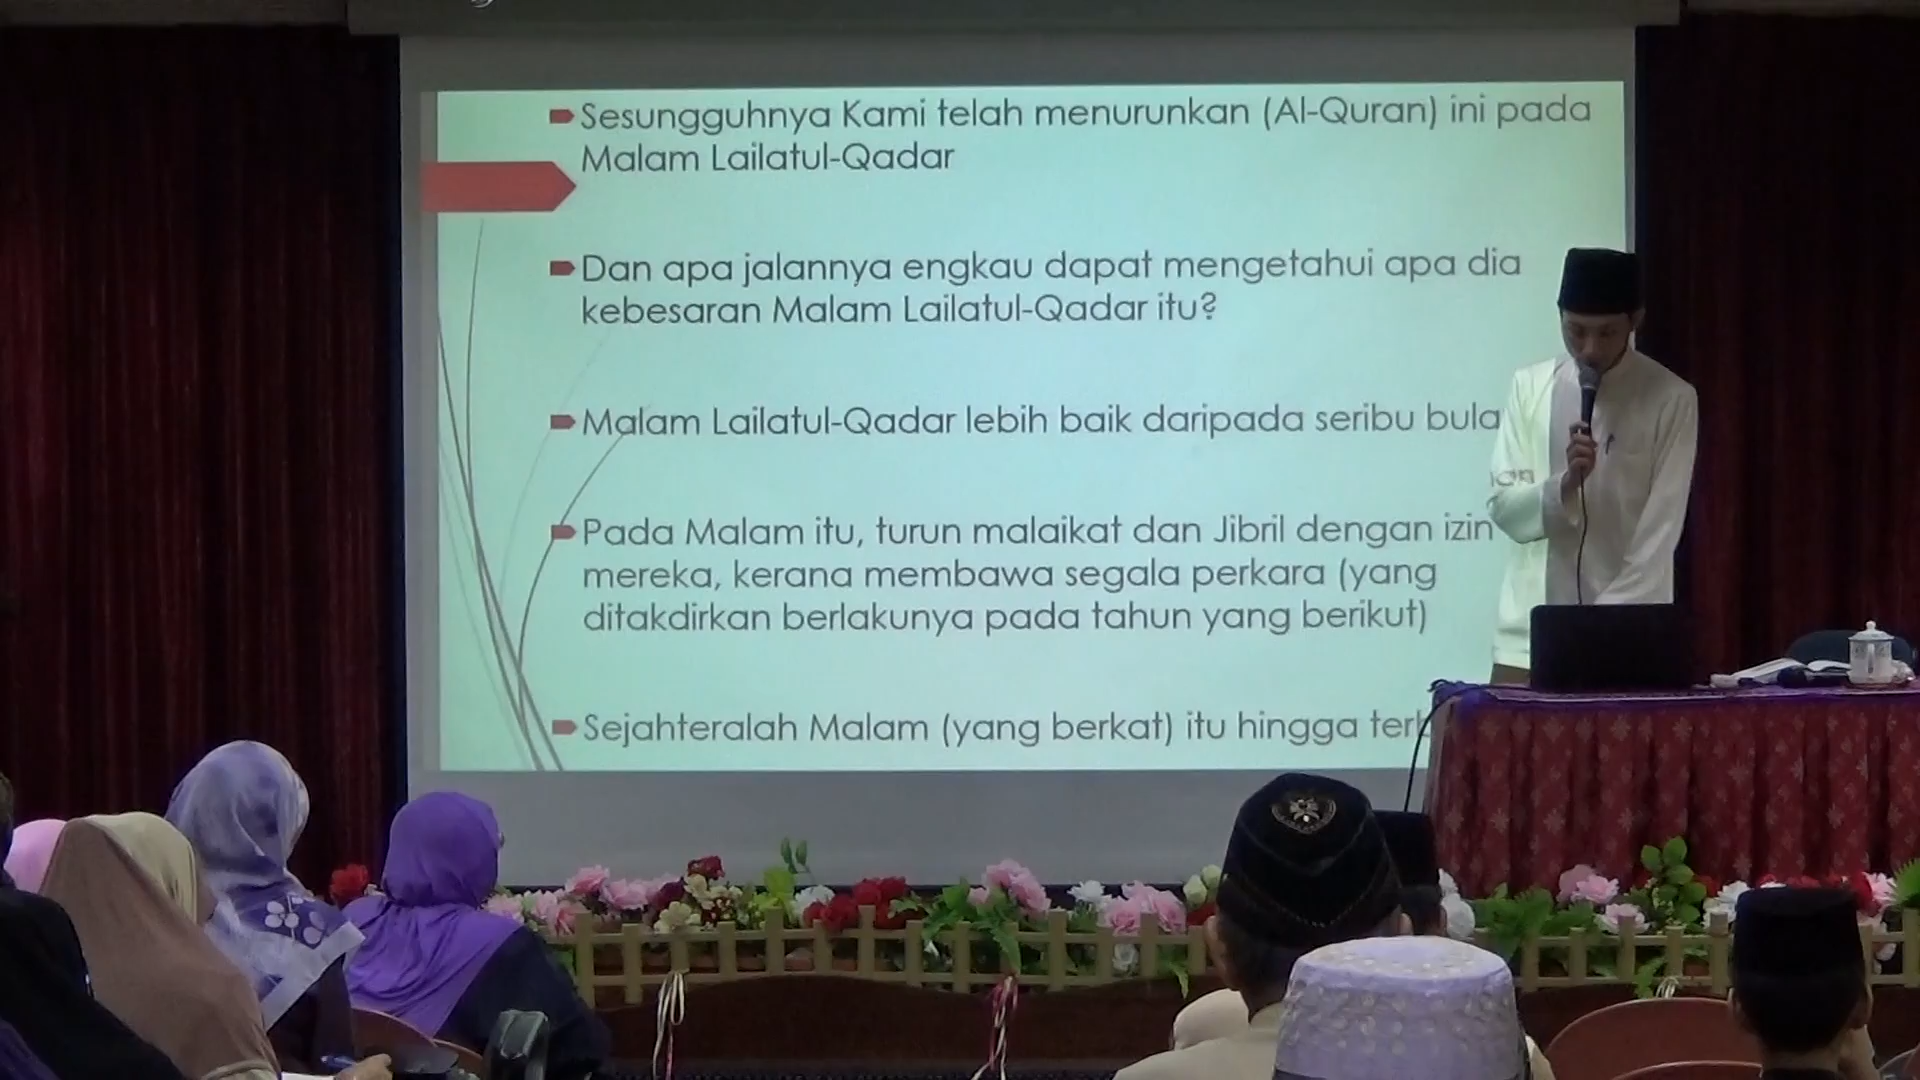 Sesungguhnya Kami telah menurunkan (Al-Quran) ini pada
Malam Lailatul-Qadar
Dan apa jalannya engkau dapat mengetahui apa dia
kebesaran Malam Lailatul-Qadar itu?
Malam Lailatul-Qadar lebih baik daripada seribu
Pada Malam itu, turun malaikat dan Jibril dengan izin
mereka, kerana membawa segala perkara (yang
ditakdirkan berlakunya pada tahun yang berikut)
Sejahteralah Malam (yang berkat) itu hingga